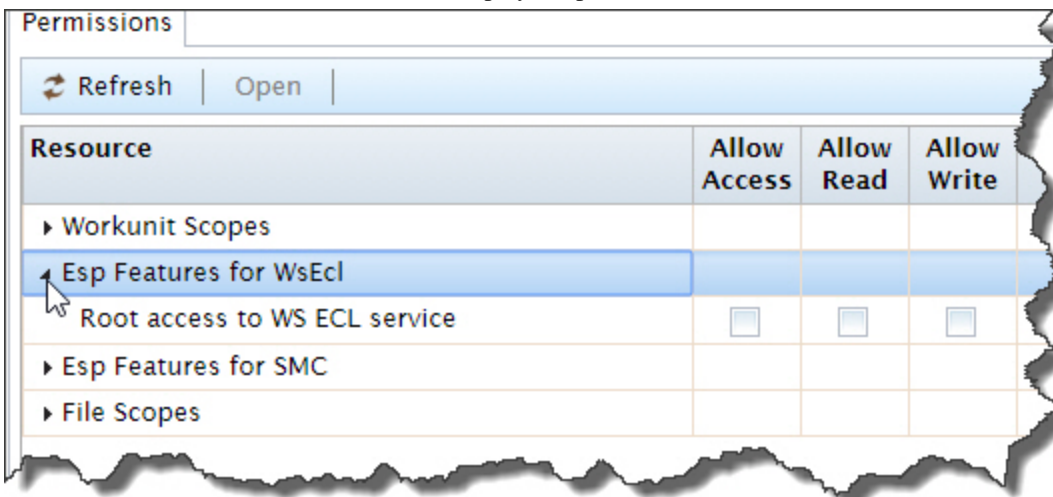 Permissions
Refresh Open
Resource Allow Access Allow Read Allow Write
Workunit Scopes
Esp Features for WsEcl
Root access to WS ECL service
Esp Features for SMC
File Scopes